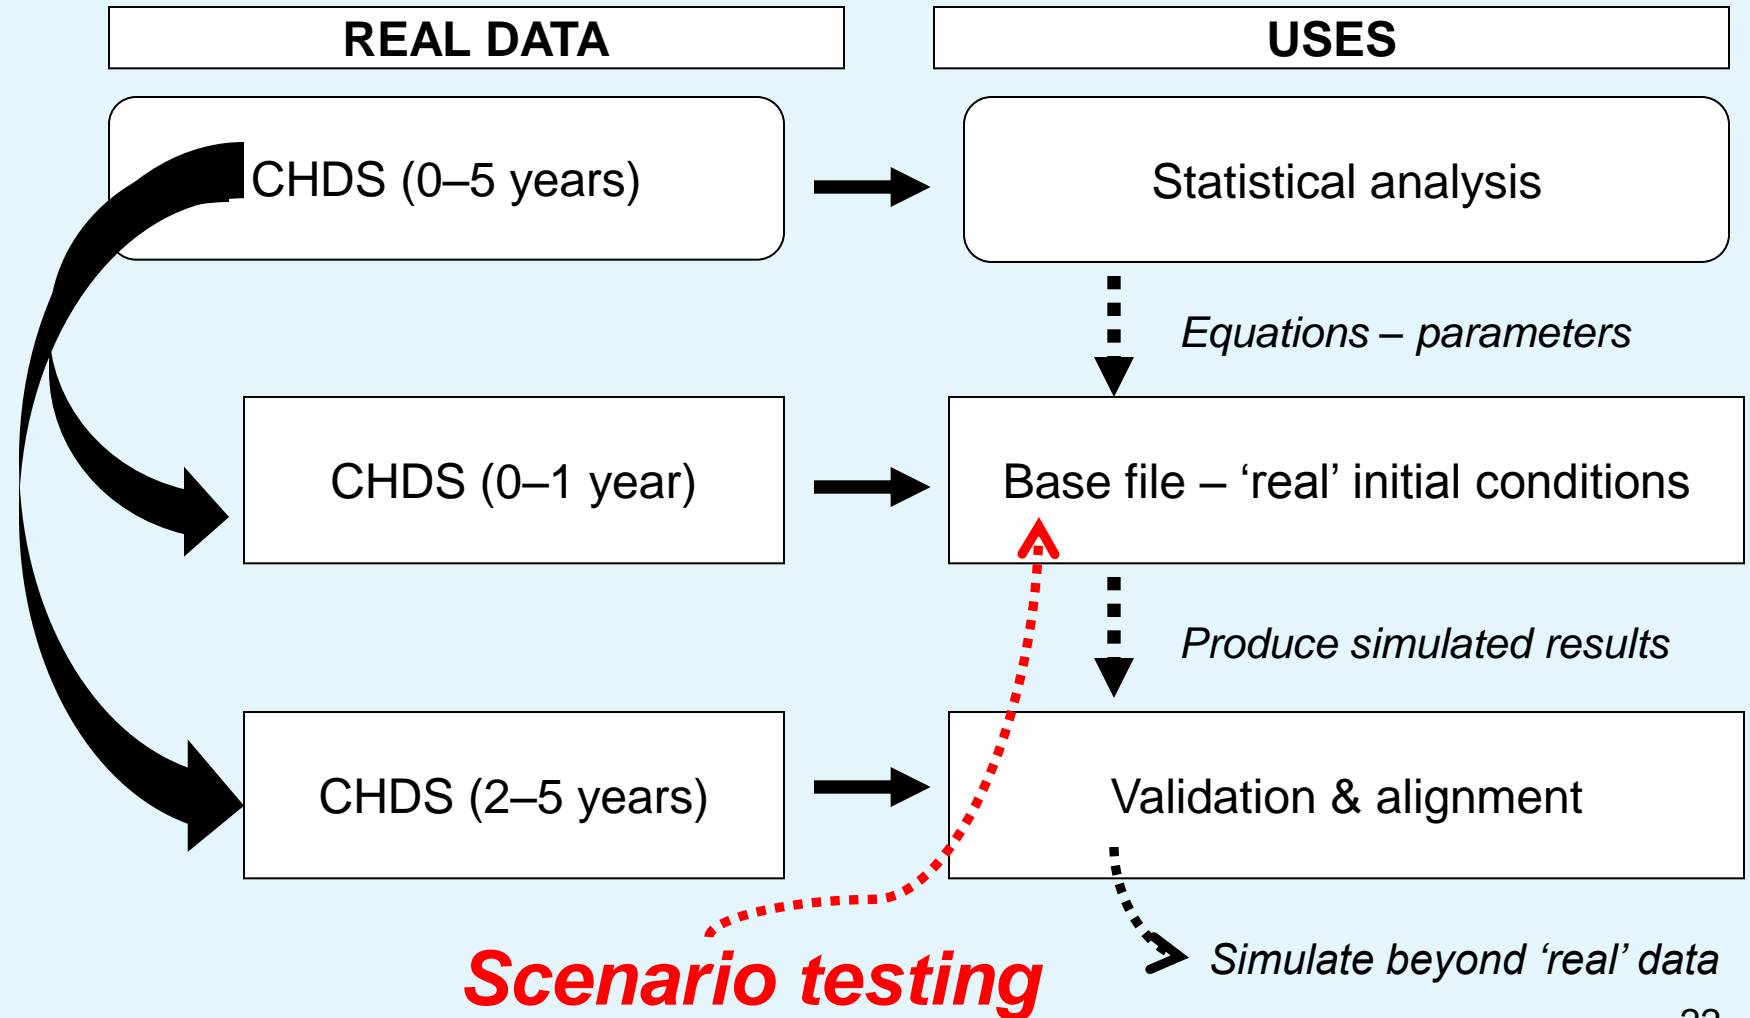 REAL DATA
USES
CHDS (0–5 years)
Statistical analysis
Equations – parameters
CHDS (0–1 year)
Base file – ‘real’ initial conditions
Produce simulated results
CHDS (2–5 years)
Validation & alignment
Scenario testing
Simulate beyond ‘real’ data